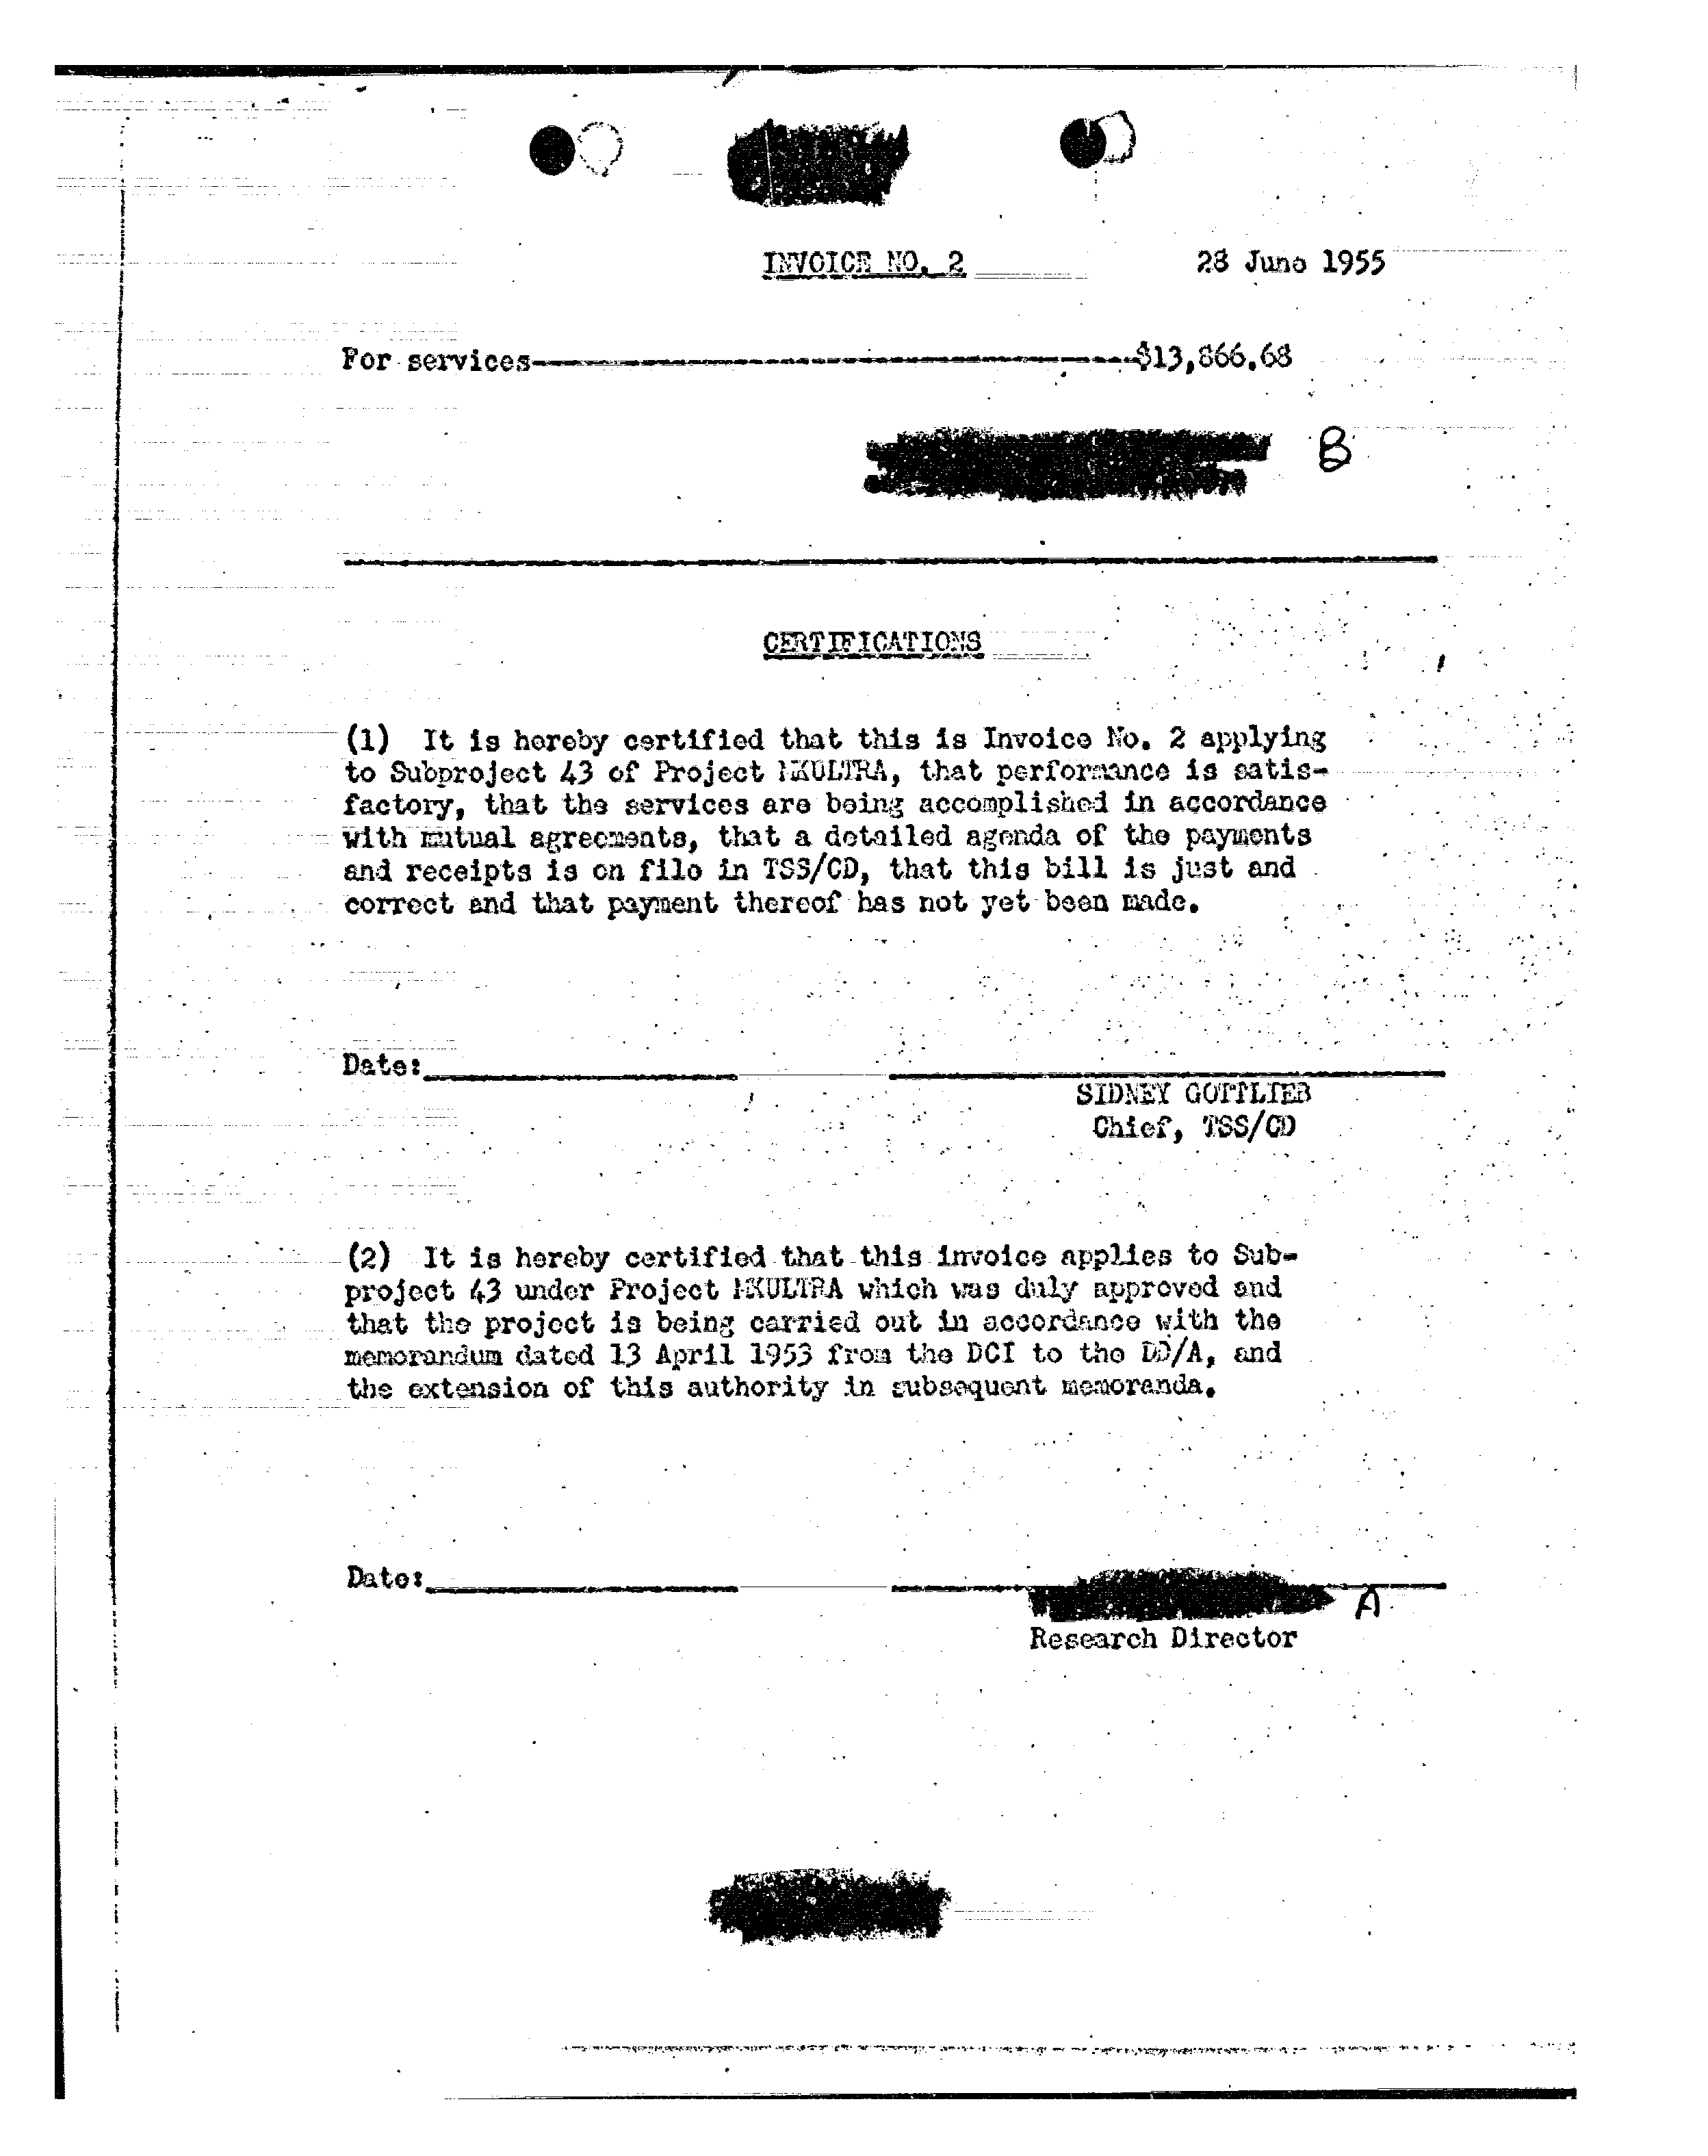 INVOICE NO. 2 28 June 1955
For services $13,866.68
B
CERTIFICATIONS
(1) It is hereby certified that this is Invoice No. 2 applying
to Subproject 43 of Project MKULTRA, that performance is satis-
factory, that the services are being accomplished in accordance
with mutual agreements, that a detailed agenda of the payments
and receipts is on file in TSS/CD, that this bill is just and
correct and that payment thereof has not yet been made.
Date:
SIDNEY GOTTLIEB
Chief, TSS/CD
(2) It is hereby certified that this invoice applies to Sub-
project 43 under Project MKULTRA which was duly approved and
that the project is being carried out in accordance with the
memorandum dated 13 April 1953 from the DCI to the DD/A, and
the extension of this authority in subsequent memoranda.
Date:
A
Research Director